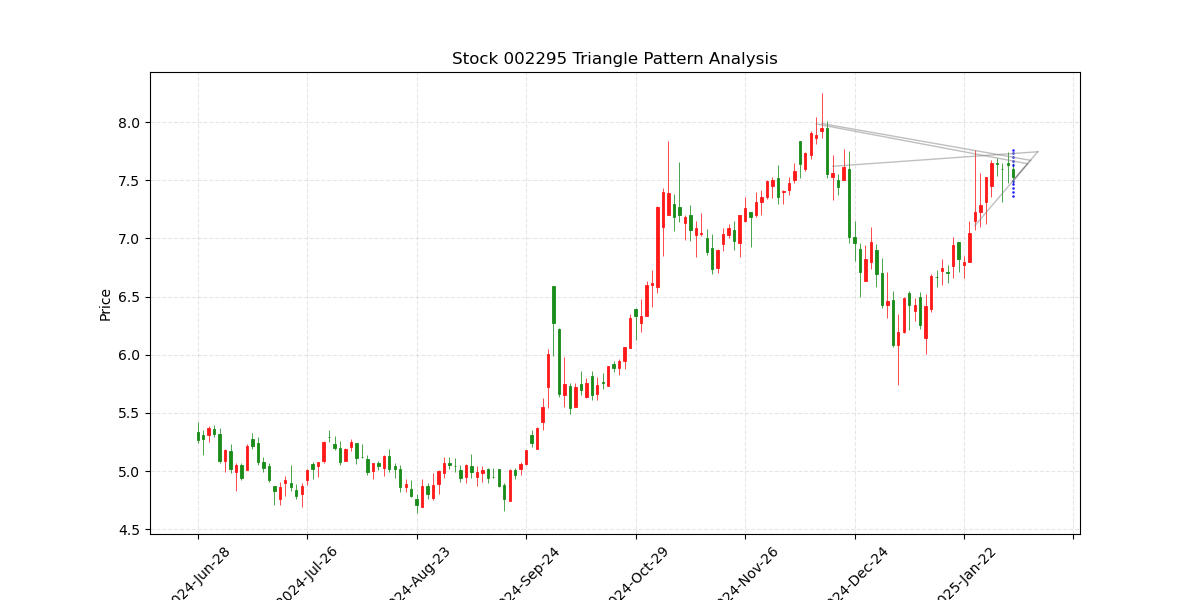 Stock 002295 Triangle Pattern Analysis
Price
8.0
7.5
7.0
6.5
6.0
5.5
5.0
4.5
2024-Jun-28
2024-Jul-26
2024-Aug-23
2024-Sep-24
2024-Oct-29
2024-Nov-26
2024-Dec-24
2025-Jan-22